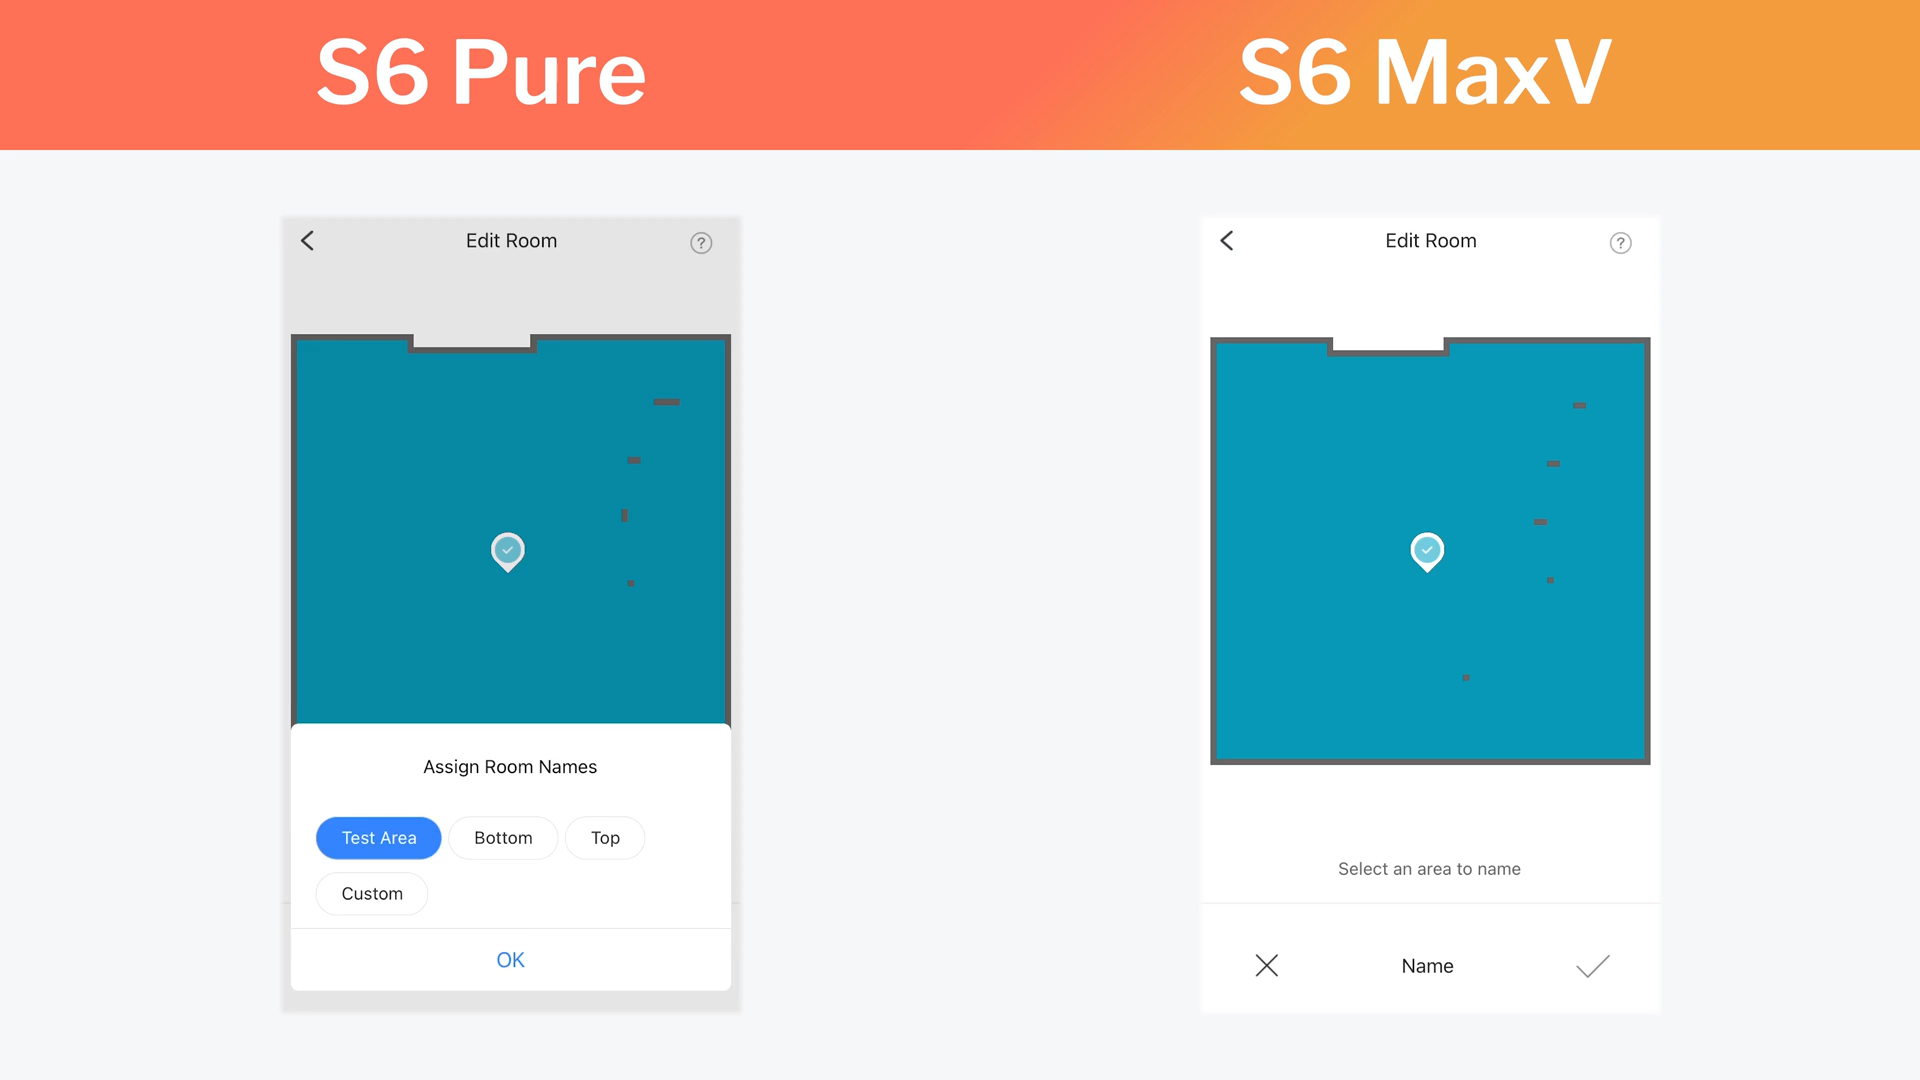 S6 Pure
S6 MaxV
Edit Room
?
Assign Room Names
Test Area
Bottom
Top
Custom
OK
Edit Room
?
Select an area to name
Name